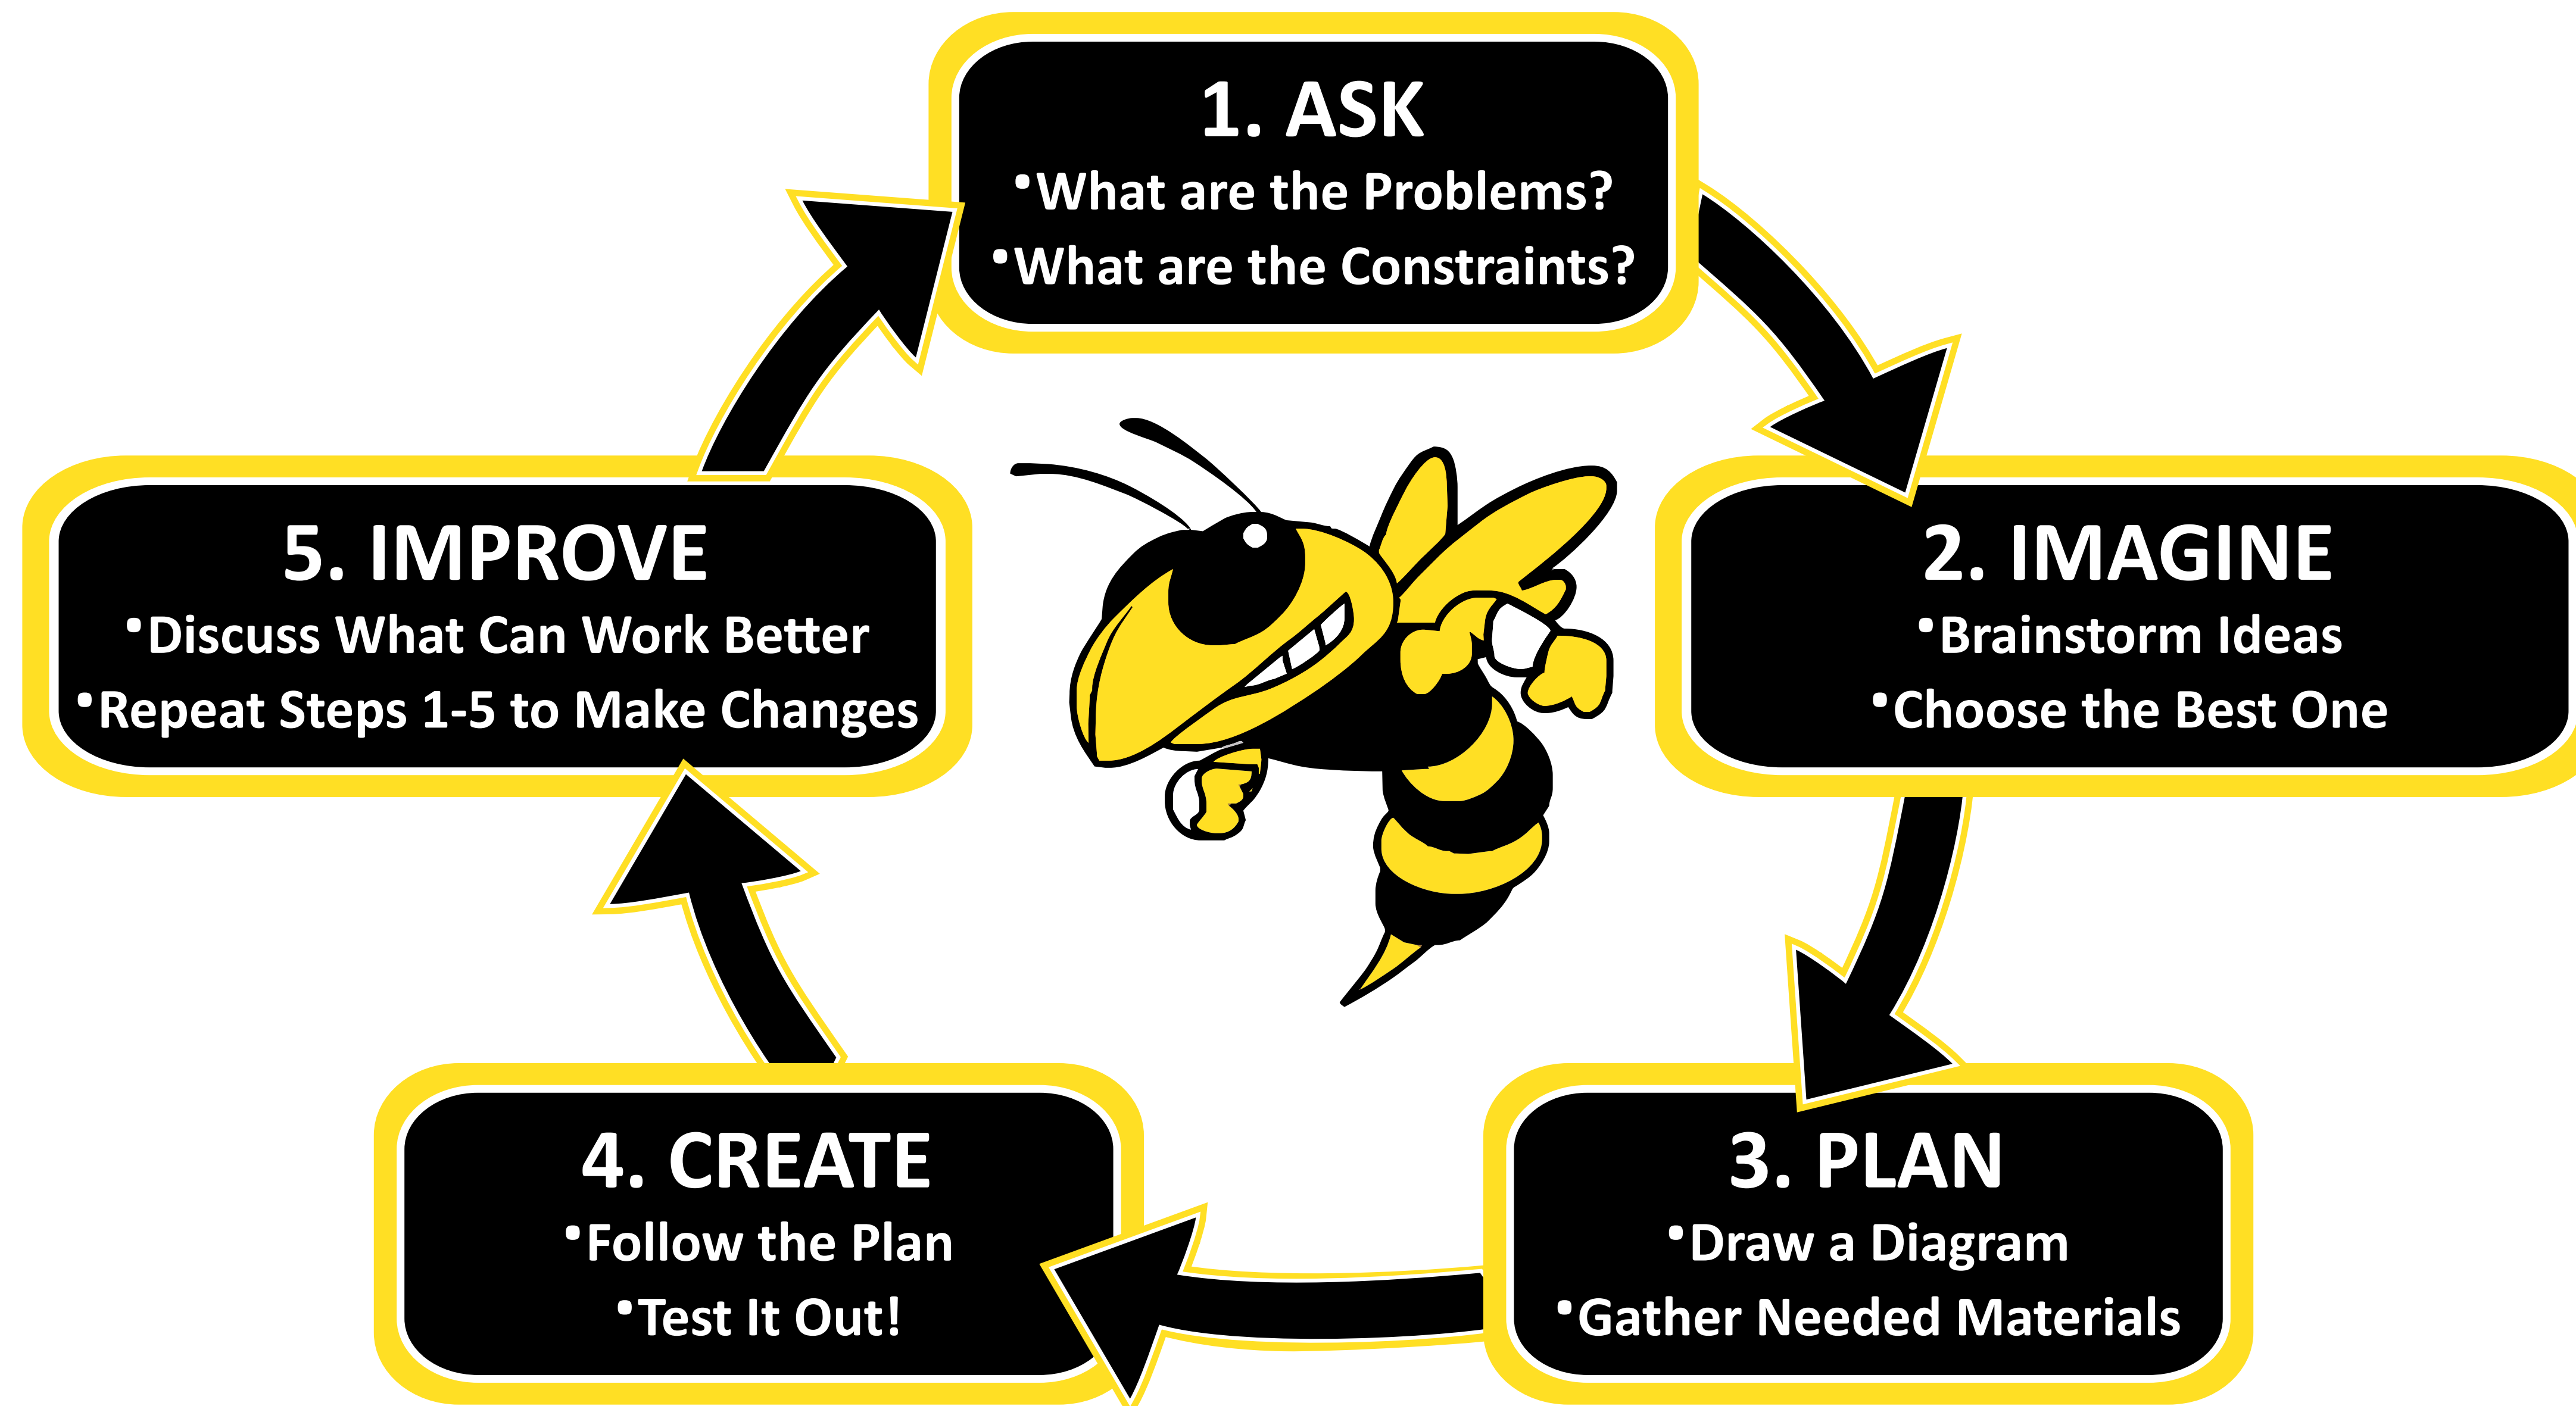 1. ASK
•What are the Problems?
•What are the Constraints?
2. IMAGINE
•Brainstorm Ideas
•Choose the Best One
3. PLAN
•Draw a Diagram
•Gather Needed Materials
4. CREATE
•Follow the Plan
•Test It Out!
5. IMPROVE
•Discuss What Can Work Better
•Repeat Steps 1-5 to Make Changes